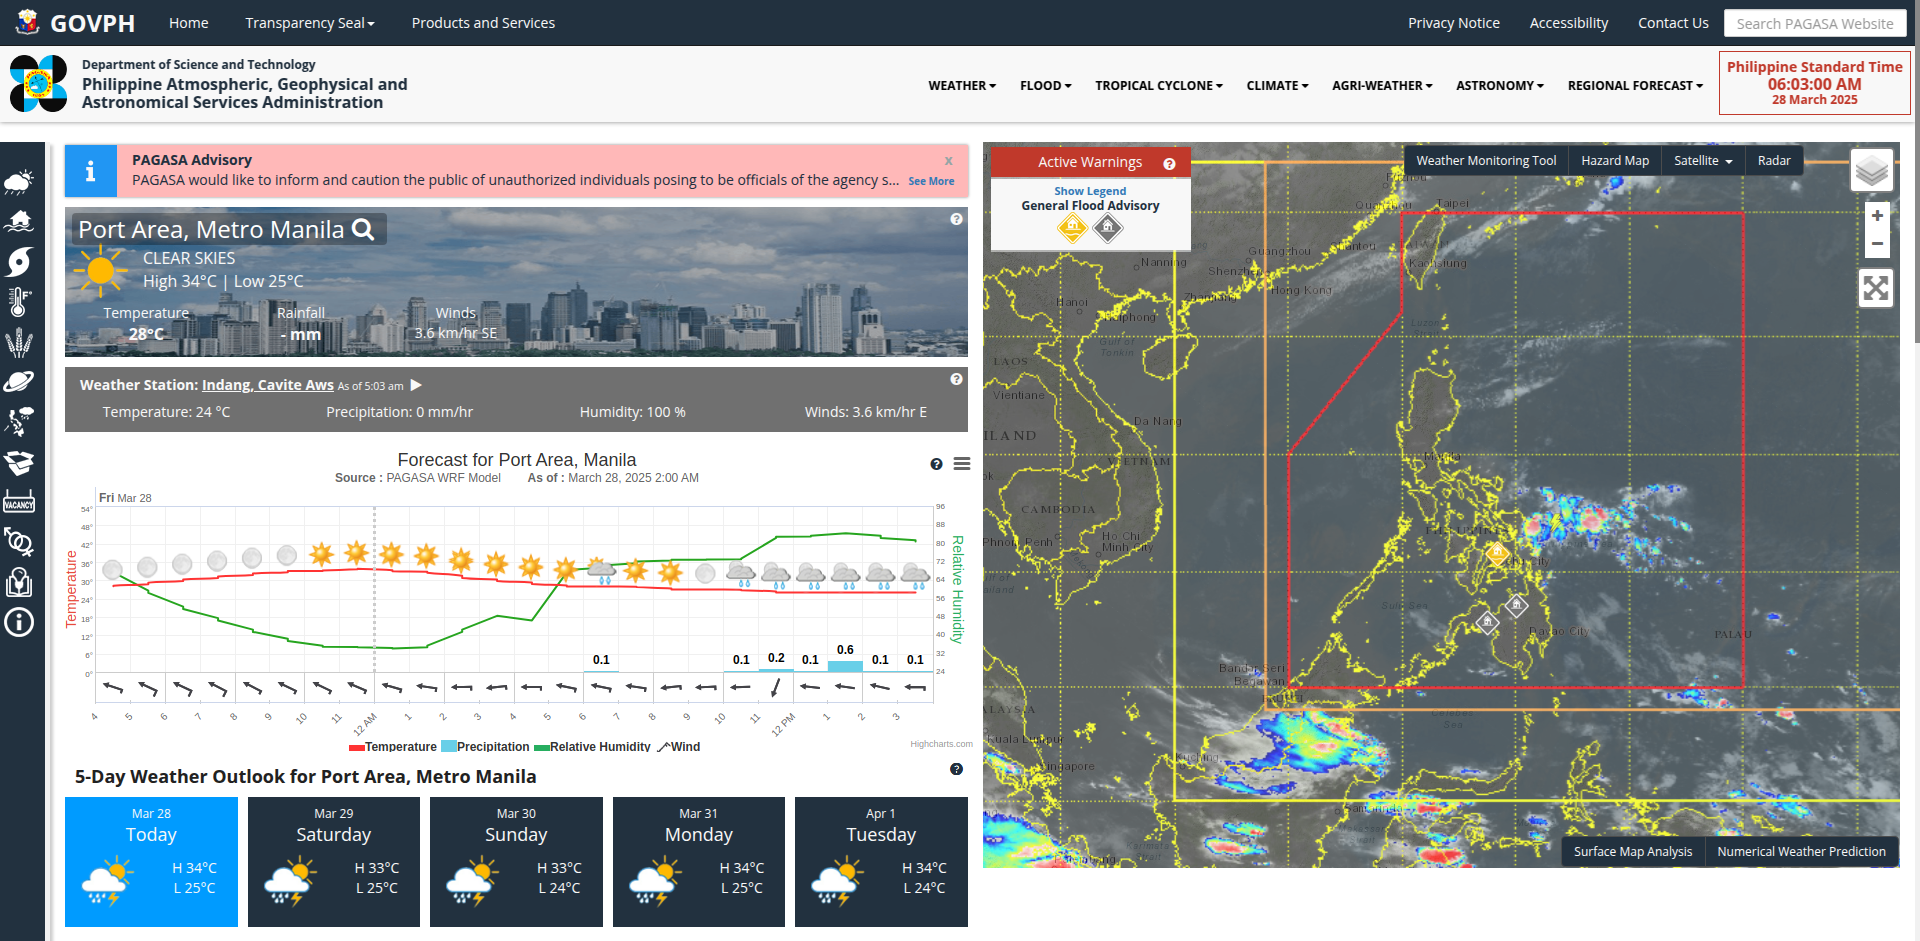 GOVPH
Home
Transparency Seal
Products and Services
Privacy Notice
Accessibility
Contact Us
Search PAGASA Website
Department of Science and Technology
Philippine Atmospheric, Geophysical and
Astronomical Services Administration
WEATHER
FLOOD
TROPICAL CYCLONE
CLIMATE
AGRI-WEATHER
ASTRONOMY
REGIONAL FORECAST
Philippine Standard Time
06:03:00 AM
28 March 2025
VACANCY
PAGASA Advisory
x
PAGASA would like to inform and caution the public of unauthorized individuals posing to be officials of the agency s...
See More
Port Area, Metro Manila
CLEAR SKIES
High 34°C | Low 25°C
Temperature
28°C
Rainfall
- mm
Winds
3.6 km/hr SE
Weather Station: Indang, Cavite Aws As of 5:03 am
Temperature: 24 °C
Precipitation: 0 mm/hr
Humidity: 100 %
Winds: 3.6 km/hr E
Forecast for Port Area, Manila
Source : PAGASA WRF Model
As of : March 28, 2025 2:00 AM
Fri Mar 28
Temperature
54°
48°
42°
36°
30°
24°
18°
12°
6°
0°
96
88
80
72
64
56
48
40
32
24
Relative Humidity
0.1
0.1
0.2
0.1
0.6
0.1
0.1
4
5
6
7
8
9
10
11
12 AM
1
2
3
4
5
6
7
8
9
10
11
12 PM
1
2
3
Temperature
Precipitation
Relative Humidity
Wind
Highcharts.com
5-Day Weather Outlook for Port Area, Metro Manila
Mar 28
Today
H 34°C
L 25°C
Mar 29
Saturday
H 33°C
L 25°C
Mar 30
Sunday
H 33°C
L 24°C
Mar 31
Monday
H 34°C
L 25°C
Apr 1
Tuesday
H 34°C
L 24°C
Active Warnings
Show Legend
General Flood Advisory
Weather Monitoring Tool
Hazard Map
Satellite
Radar
+
−
Taipei
Guangzhou
Nanning
Shenzhen
Hong Kong
Kaohsiung
Hanoi
Haiphong
Gulf of
Tonkin
Luzon
LAOS
Vientiane
Da Nang
VIETNAM
CAMBODIA
Phnom Penh
Ho Chi
Minh City
Manila
Sulu Sea
Davao City
PALAU
Bandar Seri
Begawan
Celebes
Sea
Kuala Lumpur
Singapore
Kuching
Surface Map Analysis
Numerical Weather Prediction